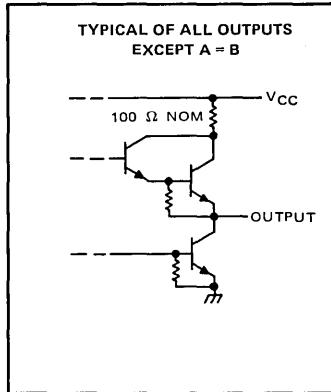 TYPICAL OF ALL OUTPUTS
EXCEPT A = B
VCC
100 Ω NOM
OUTPUT